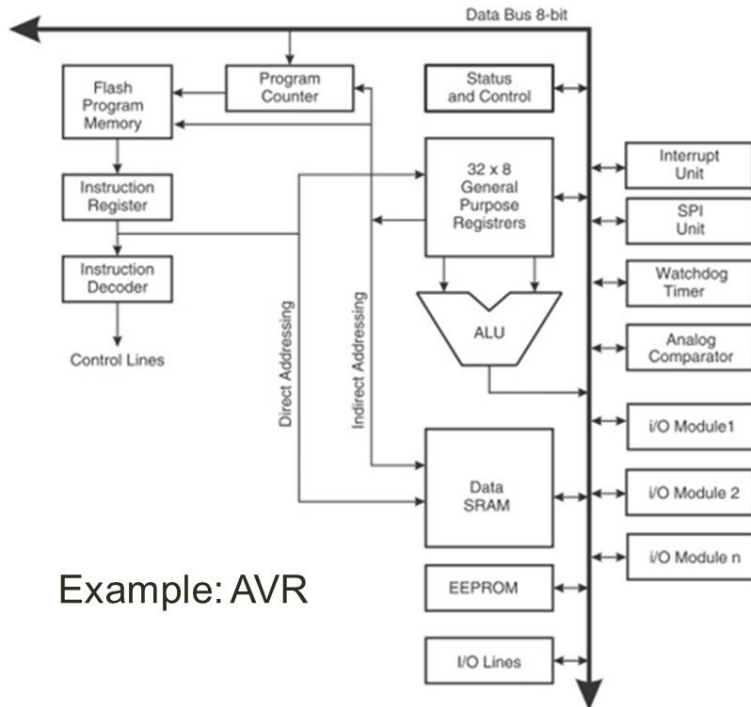 Data Bus 8-bit
Flash
Program
Memory
Program
Counter
Status
and Control
Instruction
Register
32 x 8
General
Purpose
Registrers
Interrupt
Unit
SPI
Unit
Instruction
Decoder
Watchdog
Timer
Control Lines
Direct Addressing
Indirect Addressing
ALU
Analog
Comparator
i/O Module1
Data
SRAM
i/O Module 2
i/O Module n
Example: AVR
EEPROM
I/O Lines